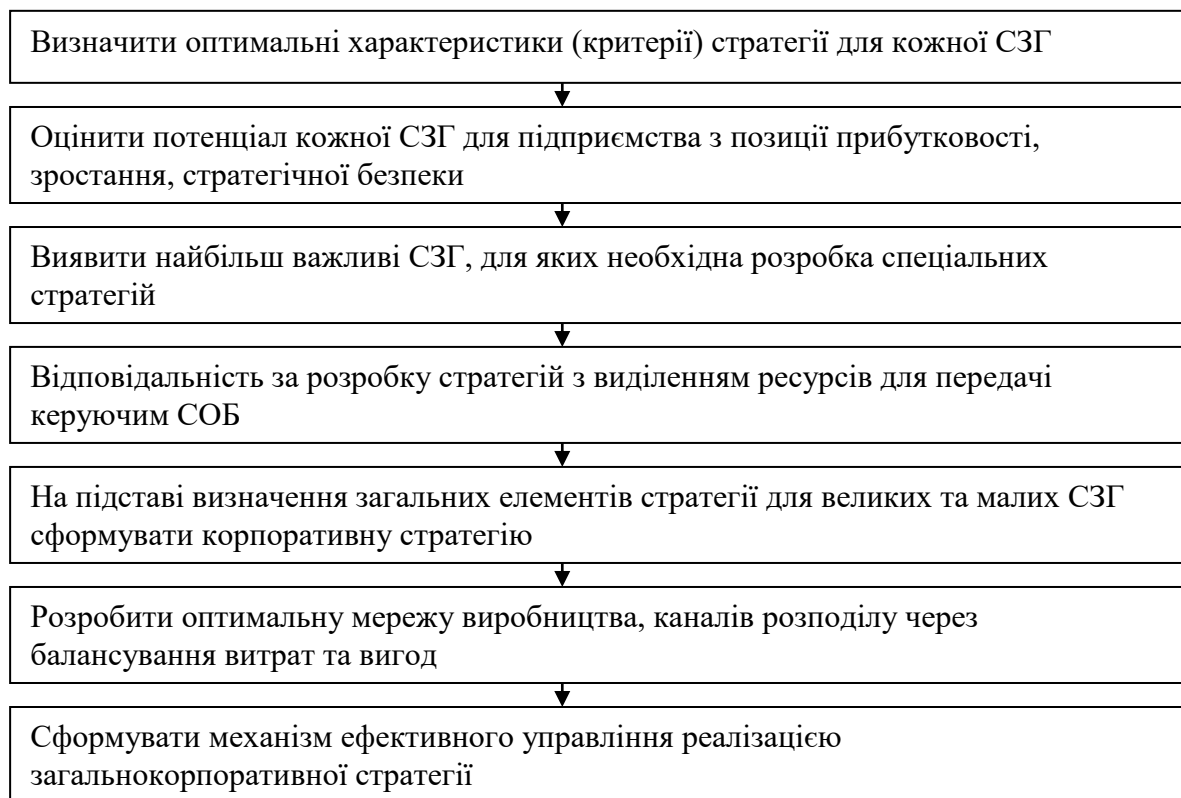 Визначити оптимальні характеристики (критерії) стратегії для кожної СЗГ
Оцінити потенціал кожної СЗГ для підприємства з позиції прибутковості,
зростання, стратегічної безпеки
Виявити найбільш важливі СЗГ, для яких необхідна розробка спеціальних
стратегій
Відповідальність за розробку стратегій з виділенням ресурсів для передачі
керуючим СОБ
На підставі визначення загальних елементів стратегії для великих та малих СЗГ
сформувати корпоративну стратегію
Розробити оптимальну мережу виробництва, каналів розподілу через
балансування витрат та вигод
Сформувати механізм ефективного управління реалізацією
загальнокорпоративної стратегії